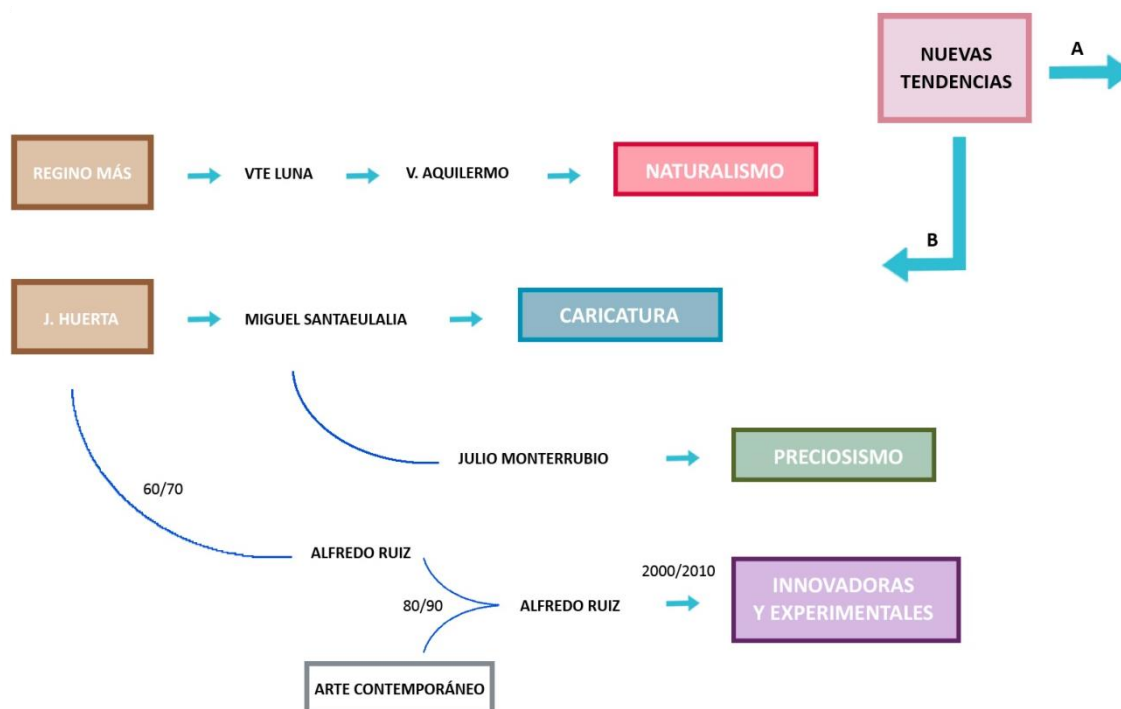 NUEVAS
TENDENCIAS
A
REGINO MÁS
VTE LUNA
V. AQUILERMO
NATURALISMO
B
J. HUERTA
MIGUEL SANTAEULALIA
CARICATURA
JULIO MONTERRUBIO
PRECIOSISMO
60/70
ALFREDO RUIZ
80/90
ALFREDO RUIZ
2000/2010
INNOVADORAS
Y EXPERIMENTALES
ARTE CONTEMPORÁNEO